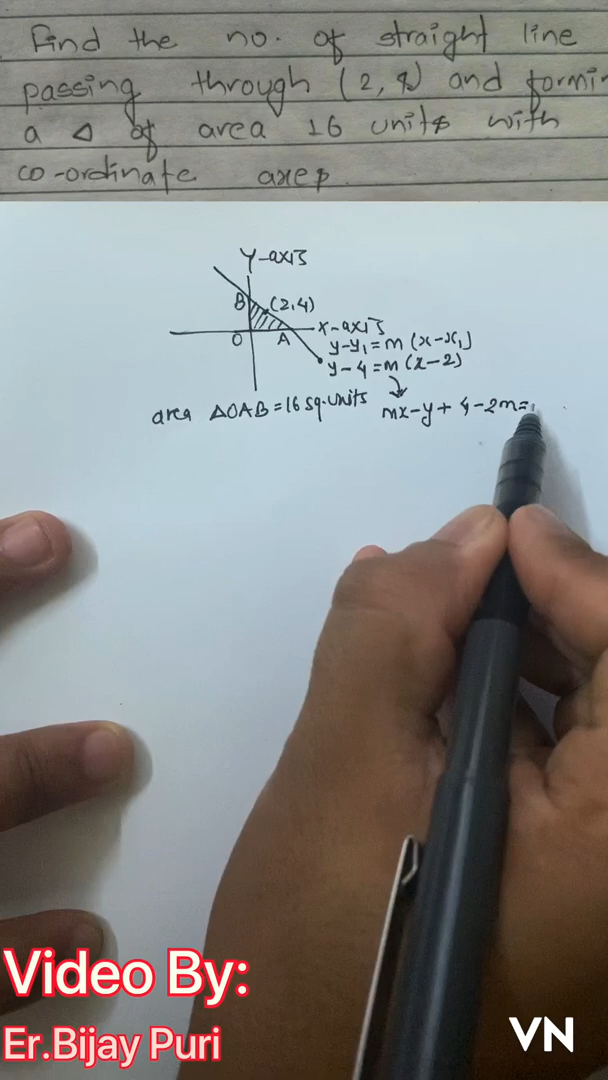 Find the no. of straight line
passing through (2, 4) and formin
a Δ of area 16 units with
co-ordinate axes.
Y-axis
B (2,4)
O A X-axis
y-y₁=m(x-x₁)
y-4=m(x-2)
area ΔOAB=16 sq.units
mx-y+4-2m=
Video By:
Er.Bijay Puri
VN